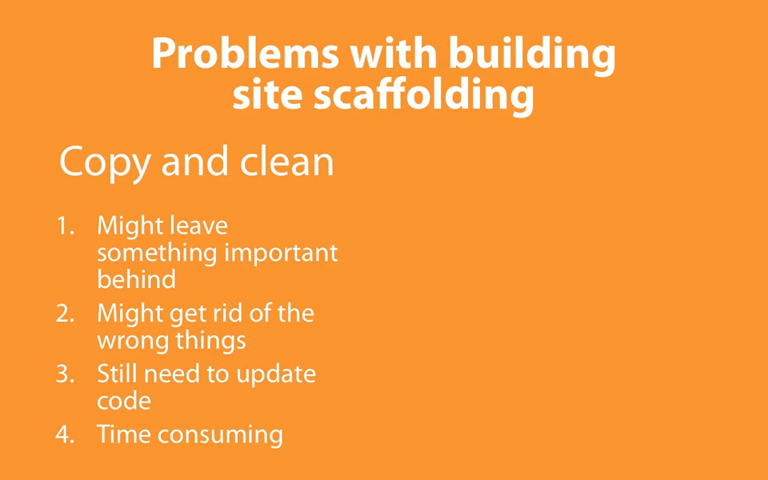 Problems with building
site scaffolding
Copy and clean
1. Might leave
something important
behind
2. Might get rid of the
wrong things
3. Still need to update
code
4. Time consuming